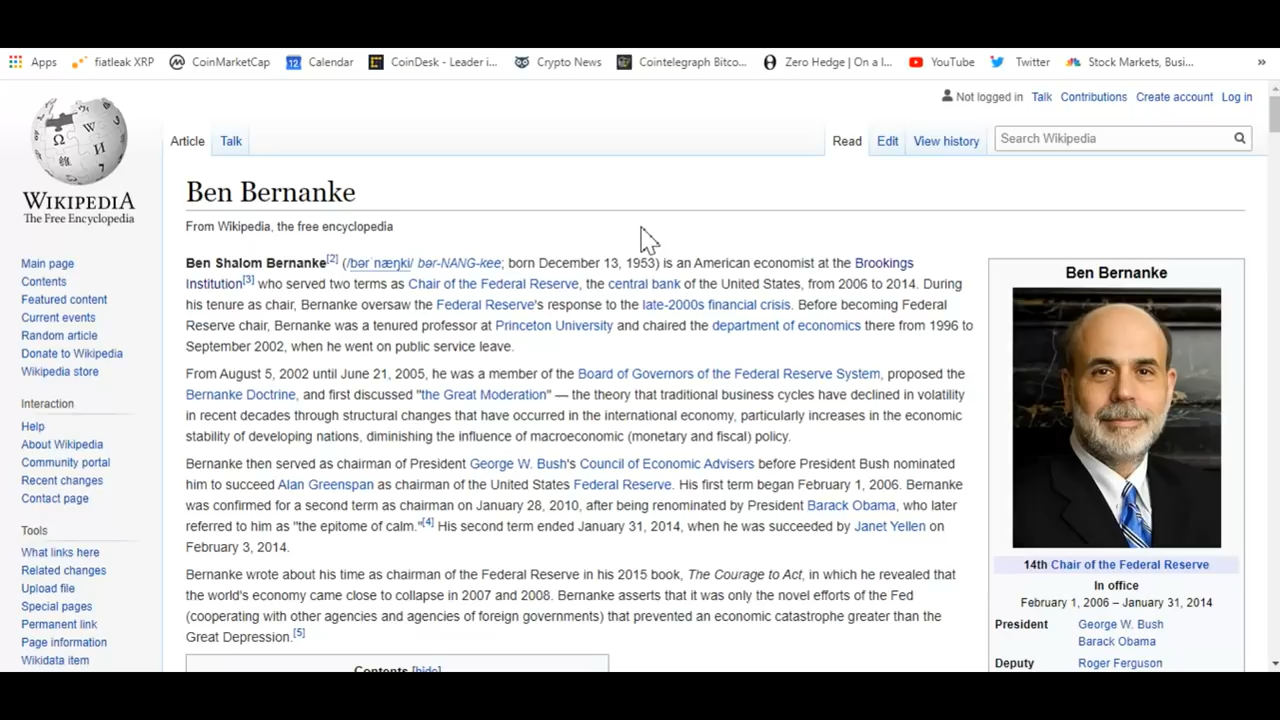 Apps fiatleak XRP CoinMarketCap 12 Calendar CoinDesk - Leader i... Crypto News Cointelegraph Bitco... Zero Hedge | On a l... YouTube Twitter Stock Markets, Busi... »
Not logged in Talk Contributions Create account Log in
Article Talk Read Edit View history Search Wikipedia
WIKIPEDIA
The Free Encyclopedia
Main page
Contents
Featured content
Current events
Random article
Donate to Wikipedia
Wikipedia store
Interaction
Help
About Wikipedia
Community portal
Recent changes
Contact page
Tools
What links here
Related changes
Upload file
Special pages
Permanent link
Page information
Wikidata item
Ben Bernanke
From Wikipedia, the free encyclopedia
Ben Shalom Bernanke[2] (/bərˈnæŋki/ bər-NANG-kee; born December 13, 1953) is an American economist at the Brookings
Institution[3] who served two terms as Chair of the Federal Reserve, the central bank of the United States, from 2006 to 2014. During
his tenure as chair, Bernanke oversaw the Federal Reserve's response to the late-2000s financial crisis. Before becoming Federal
Reserve chair, Bernanke was a tenured professor at Princeton University and chaired the department of economics there from 1996 to
September 2002, when he went on public service leave.
From August 5, 2002 until June 21, 2005, he was a member of the Board of Governors of the Federal Reserve System, proposed the
Bernanke Doctrine, and first discussed "the Great Moderation" — the theory that traditional business cycles have declined in volatility
in recent decades through structural changes that have occurred in the international economy, particularly increases in the economic
stability of developing nations, diminishing the influence of macroeconomic (monetary and fiscal) policy.
Bernanke then served as chairman of President George W. Bush's Council of Economic Advisers before President Bush nominated
him to succeed Alan Greenspan as chairman of the United States Federal Reserve. His first term began February 1, 2006. Bernanke
was confirmed for a second term as chairman on January 28, 2010, after being renominated by President Barack Obama, who later
referred to him as "the epitome of calm."[4] His second term ended January 31, 2014, when he was succeeded by Janet Yellen on
February 3, 2014.
Bernanke wrote about his time as chairman of the Federal Reserve in his 2015 book, The Courage to Act, in which he revealed that
the world's economy came close to collapse in 2007 and 2008. Bernanke asserts that it was only the novel efforts of the Fed
(cooperating with other agencies and agencies of foreign governments) that prevented an economic catastrophe greater than the
Great Depression.[5]
Contents [hide]
Ben Bernanke
14th Chair of the Federal Reserve
In office
February 1, 2006 – January 31, 2014
President George W. Bush
Barack Obama
Deputy Roger Ferguson